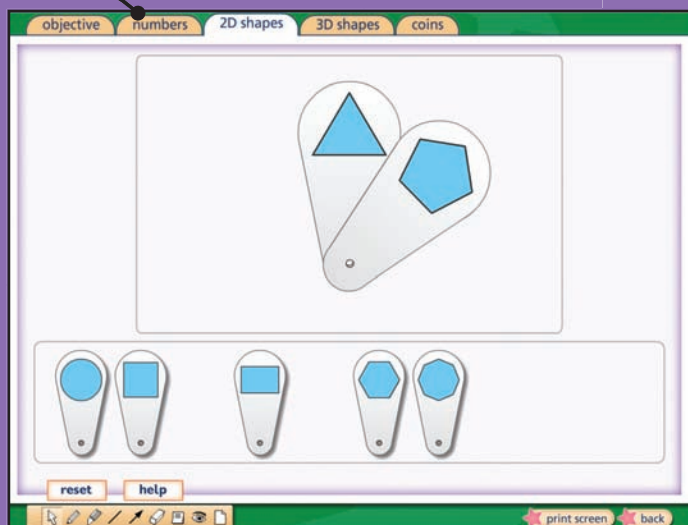 objective numbers 2D shapes 3D shapes coins
reset help
print screen back